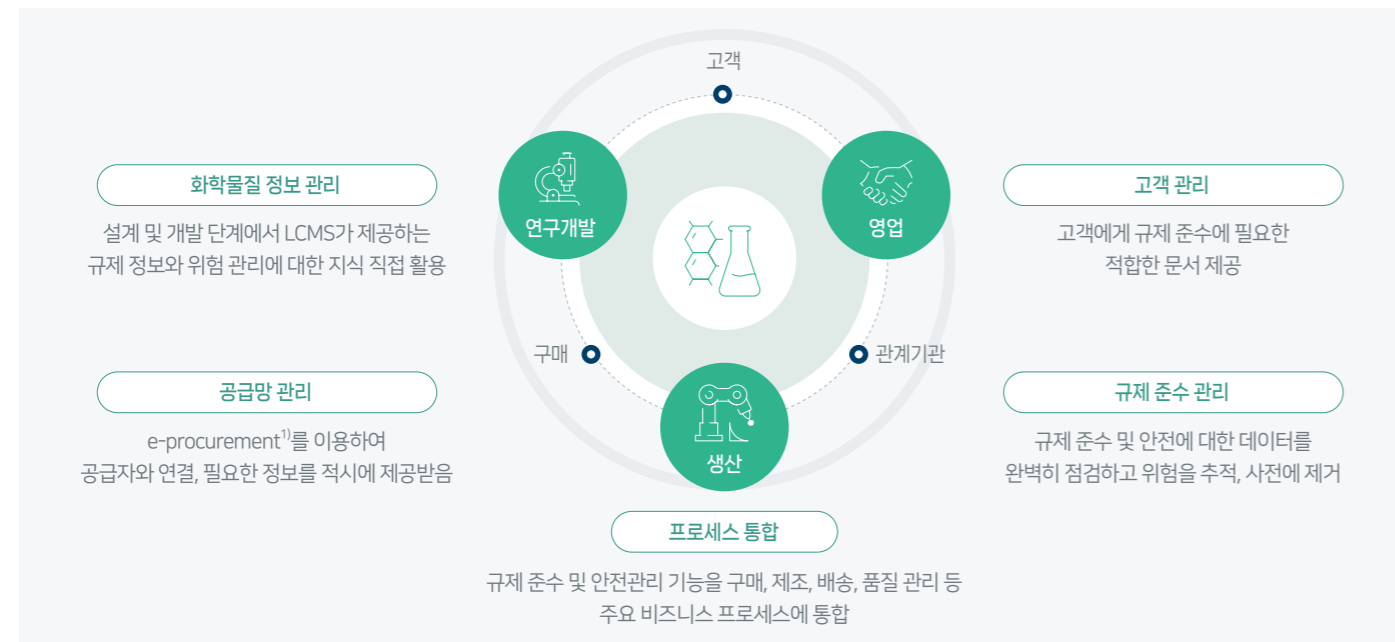 고객
연구개발
영업
구매
관계기관
생산
화학물질 정보 관리
설계 및 개발 단계에서 LCMS가 제공하는
규제 정보와 위험 관리에 대한 지식 직접 활용
고객 관리
고객에게 규제 준수에 필요한
적합한 문서 제공
공급망 관리
e-procurement1)를 이용하여
공급자와 연결, 필요한 정보를 적시에 제공받음
규제 준수 관리
규제 준수 및 안전에 대한 데이터를
완벽히 점검하고 위험을 추적, 사전에 제거
프로세스 통합
규제 준수 및 안전관리 기능을 구매, 제조, 배송, 품질 관리 등
주요 비즈니스 프로세스에 통합